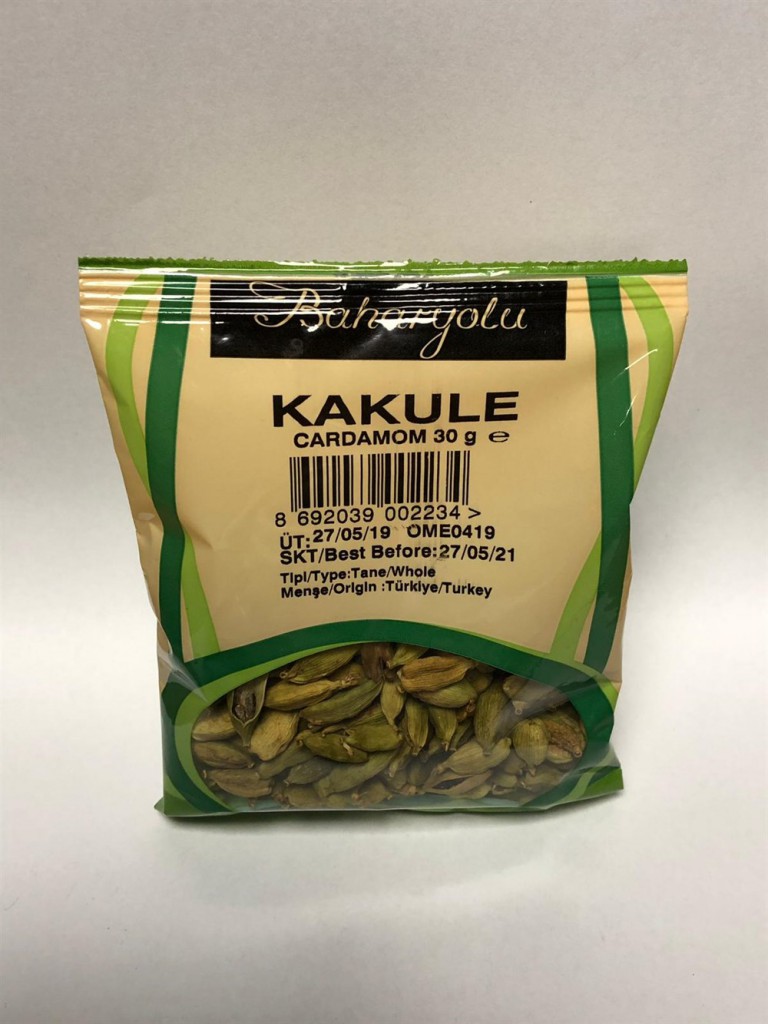 Baharyolu
KAKULE
CARDAMOM 30 g ℮
8 692039 002234 >
ÜT: 27/05/19 ÖME0419
SKT/Best Before:27/05/21
Tipi/Type:Tane/Whole
Menşe/Origin :Türkiye/Turkey